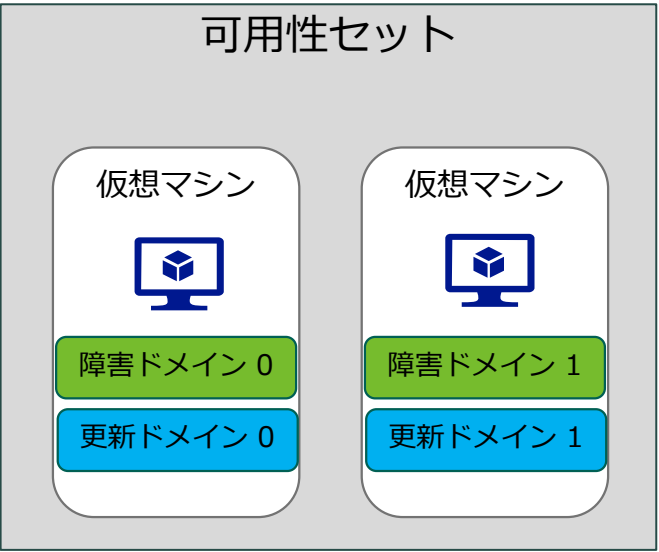 可用性セット
仮想マシン
障害ドメイン 0
更新ドメイン 0
仮想マシン
障害ドメイン 1
更新ドメイン 1